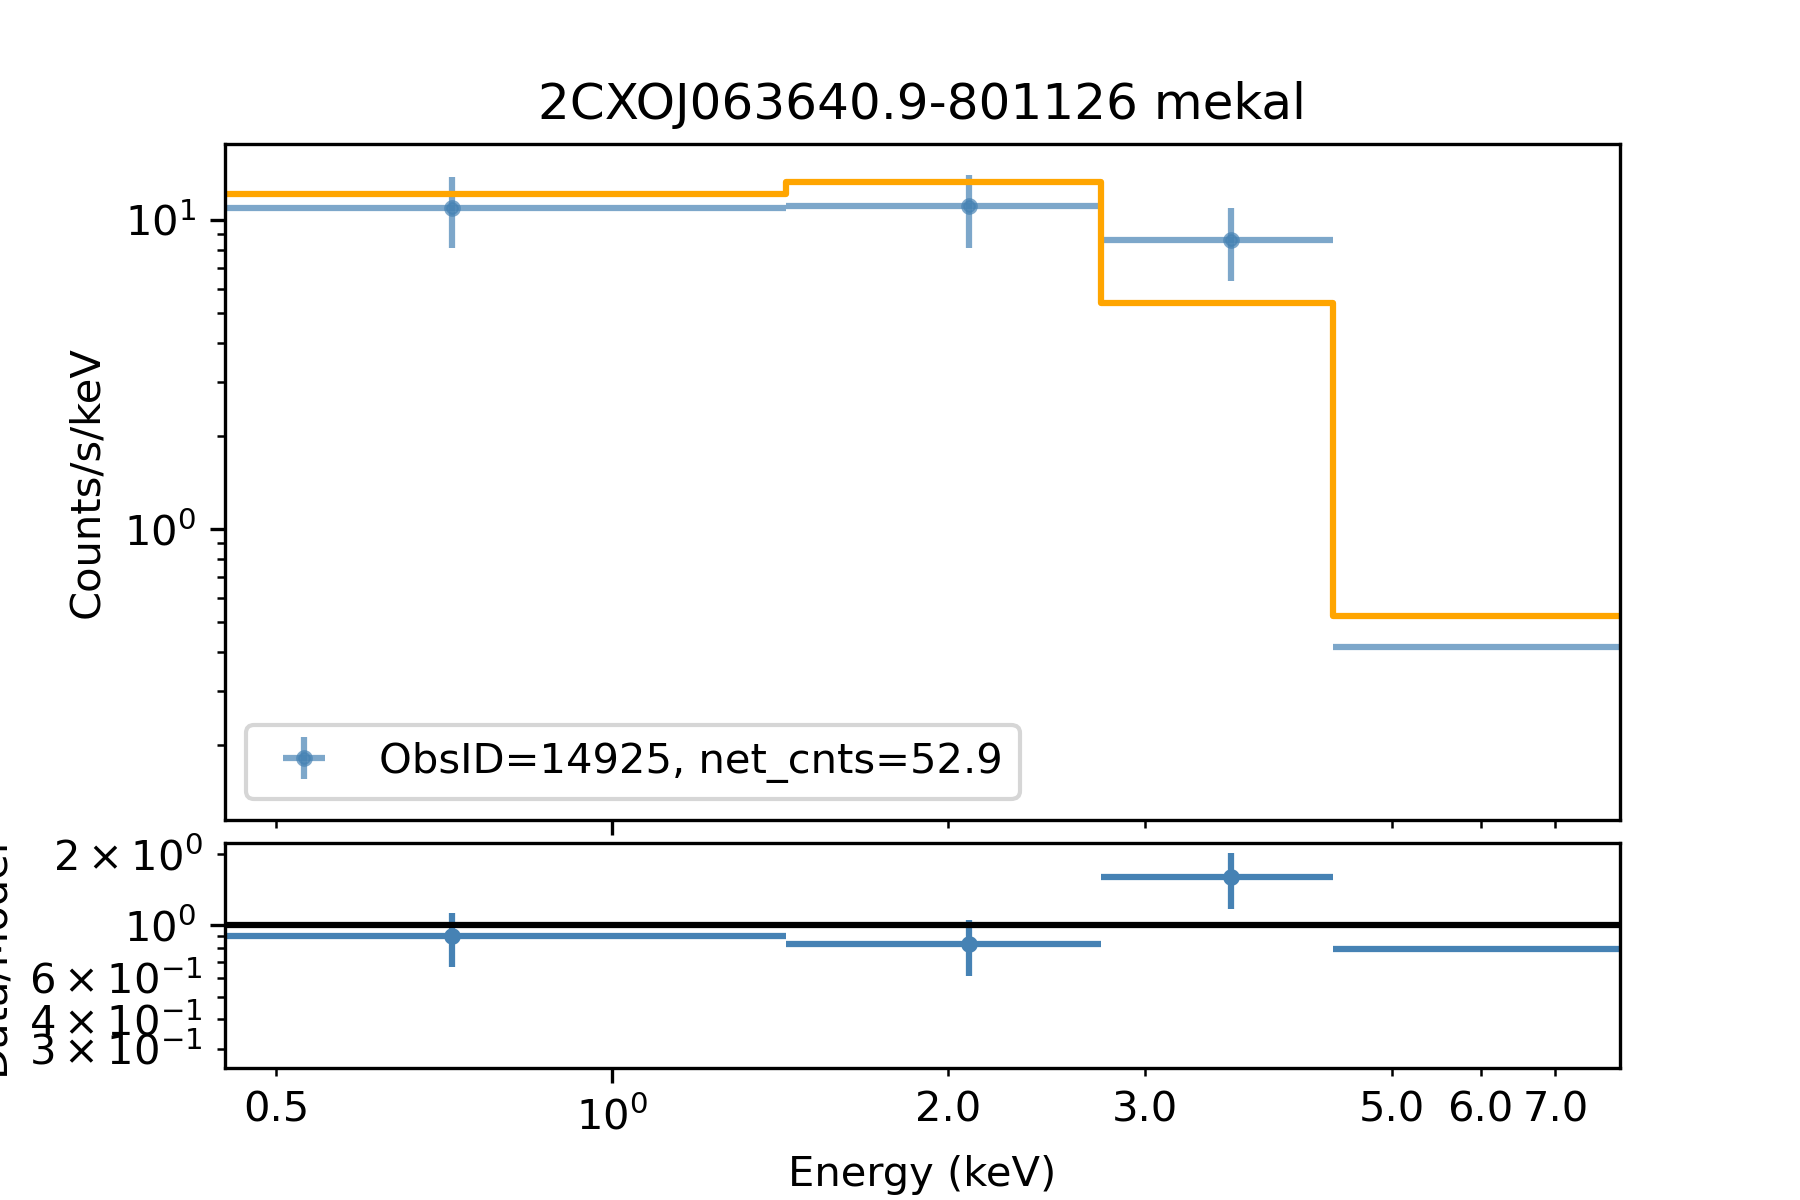 2CXOJ063640.9-801126 mekal
10¹
10⁰
Counts/s/keV
ObsID=14925, net_cnts=52.9
2 × 10⁰
10⁰
6 × 10⁻¹
4 × 10⁻¹
3 × 10⁻¹
Data/Model
0.5 10⁰ 2.0 3.0 5.0 6.0 7.0
Energy (keV)